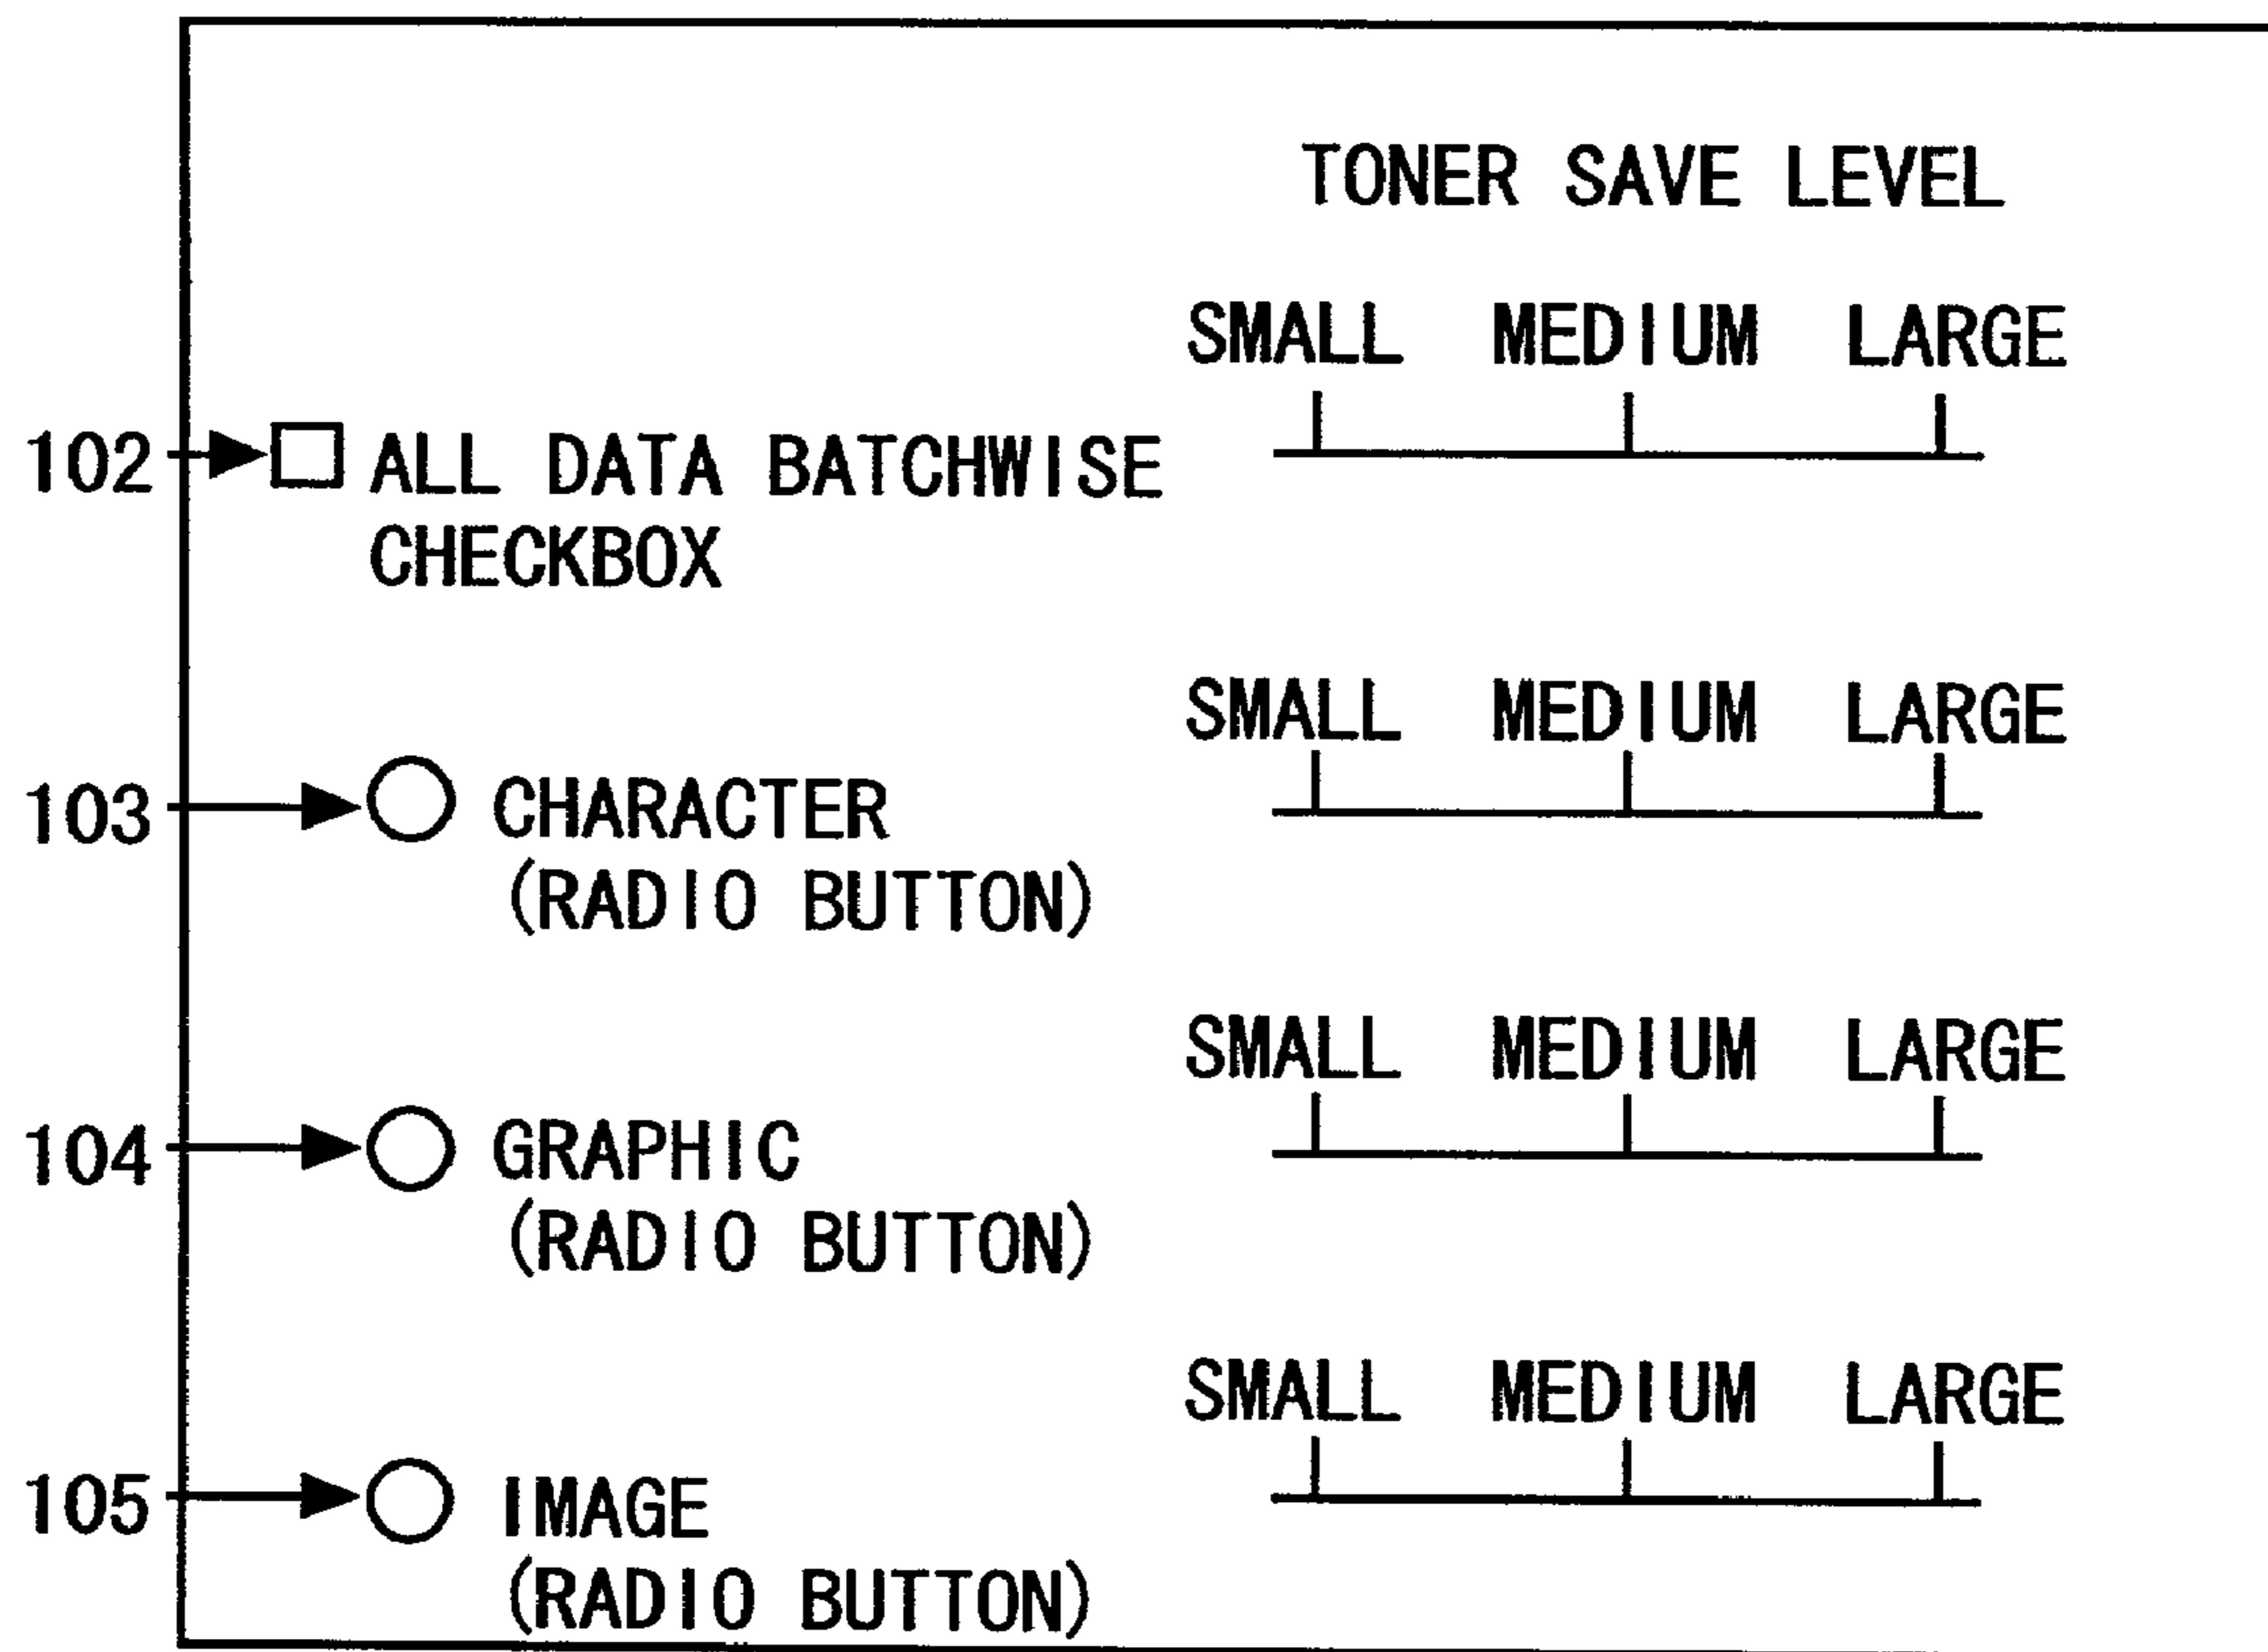 TONER SAVE LEVEL
SMALL MEDIUM LARGE
102 ALL DATA BATCHWISE
CHECKBOX
SMALL MEDIUM LARGE
103 CHARACTER
(RADIO BUTTON)
SMALL MEDIUM LARGE
104 GRAPHIC
(RADIO BUTTON)
SMALL MEDIUM LARGE
105 IMAGE
(RADIO BUTTON)